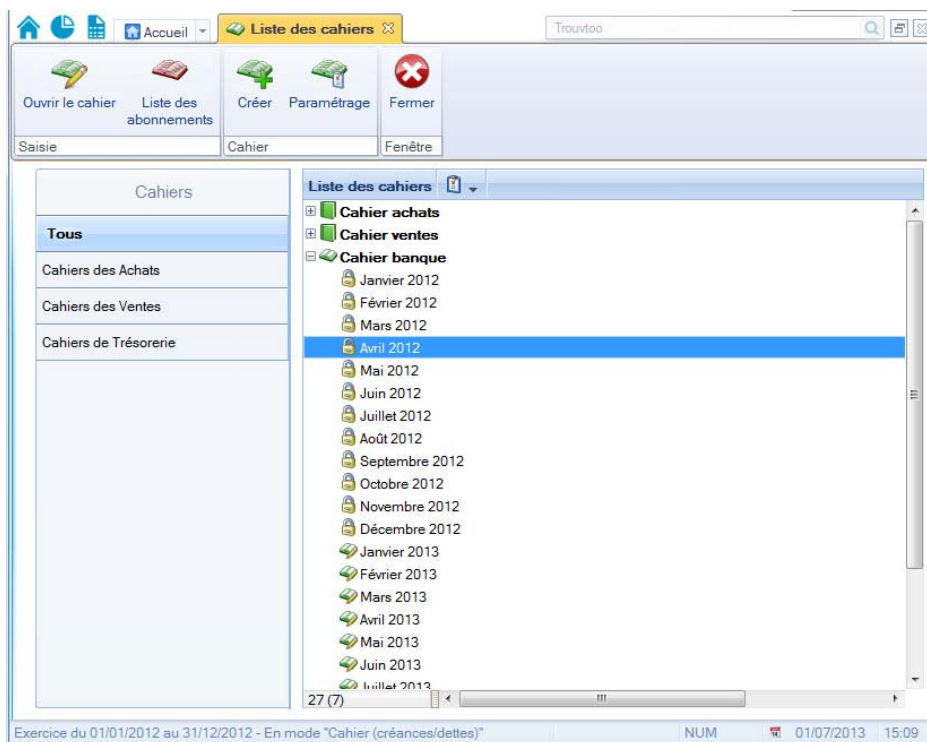 Accueil
Liste des cahiers
Trouvtoo
Ouvrir le cahier
Liste des abonnements
Créer
Paramétrage
Fermer
Saisie
Cahier
Fenêtre
Cahiers
Tous
Cahiers des Achats
Cahiers des Ventes
Cahiers de Trésorerie
Liste des cahiers
Cahier achats
Cahier ventes
Cahier banque
Janvier 2012
Février 2012
Mars 2012
Avril 2012
Mai 2012
Juin 2012
Juillet 2012
Août 2012
Septembre 2012
Octobre 2012
Novembre 2012
Décembre 2012
Janvier 2013
Février 2013
Mars 2013
Avril 2013
Mai 2013
Juin 2013
Juillet 2013
27 (7)
Exercice du 01/01/2012 au 31/12/2012 - En mode "Cahier (créances/dettes)"
NUM
01/07/2013
15:09